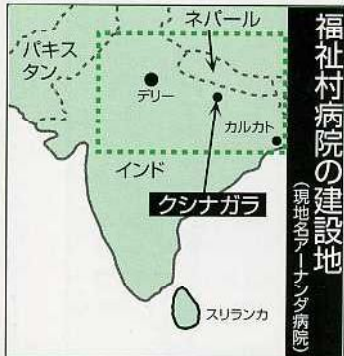 福祉村病院の建設地
(現地名アーナンダ病院)
ネパール
パキス
タン
デリー
カルカト
インド
クシナガラ
スリランカ